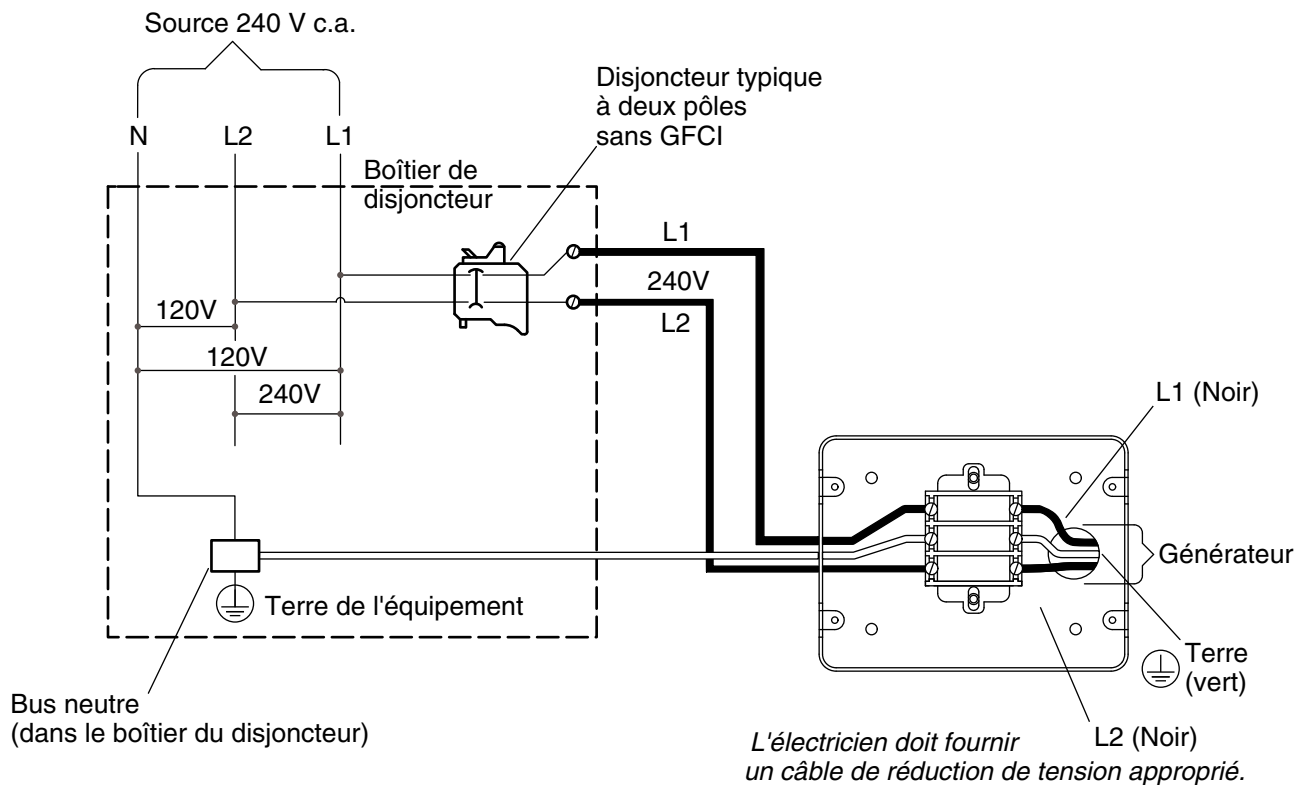 Source 240 V c.a.
Disjoncteur typique
à deux pôles
sans GFCI
N
L2
L1
Boîtier de
disjoncteur
L1
240V
L2
120V
120V
240V
L1 (Noir)
Générateur
Terre de l'équipement
Terre
(vert)
Bus neutre
(dans le boîtier du disjoncteur)
L2 (Noir)
L'électricien doit fournir
un câble de réduction de tension approprié.